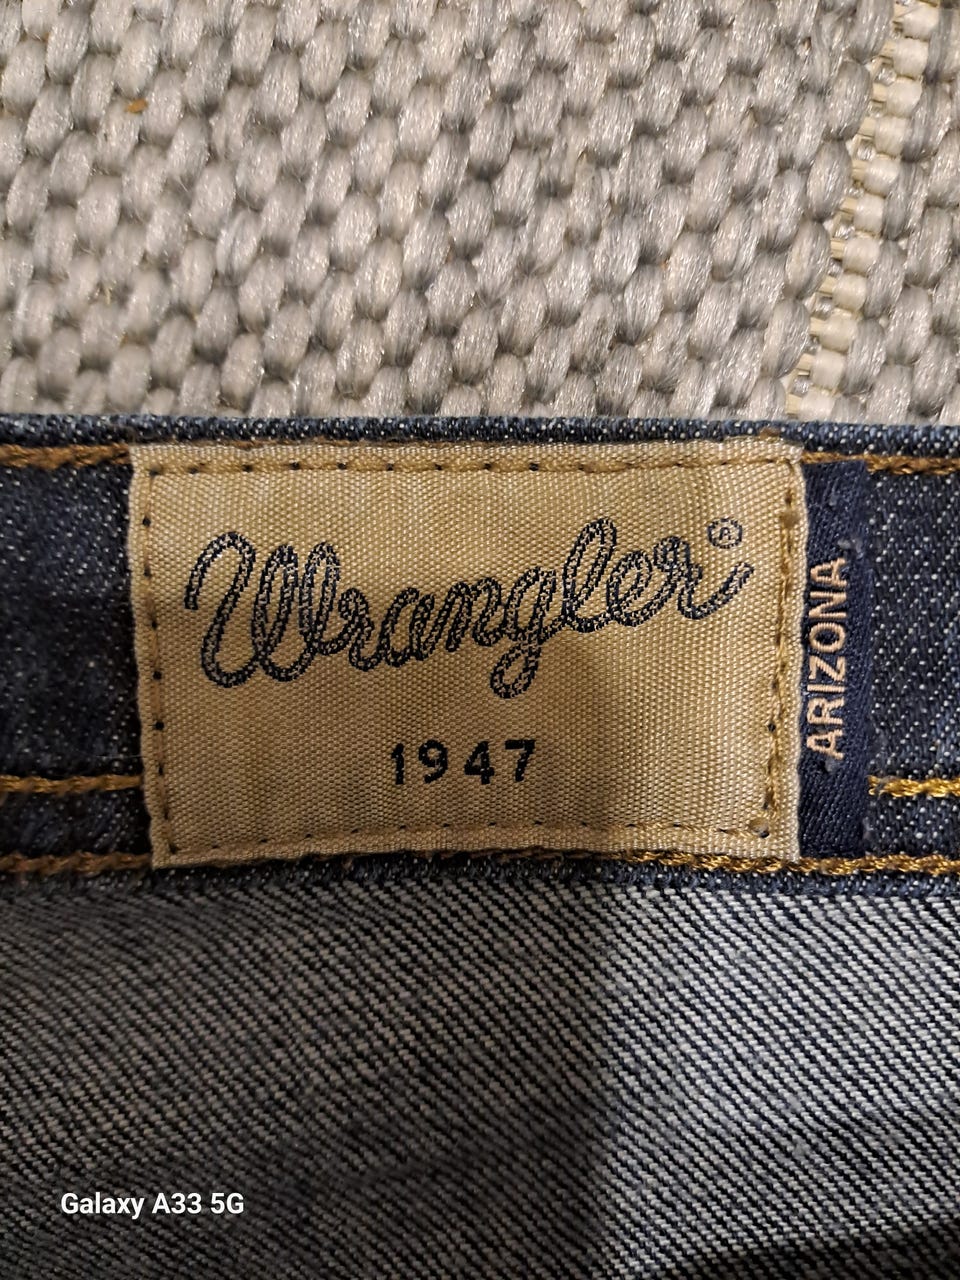 Wrangler®
1947
ARIZONA
Galaxy A33 5G